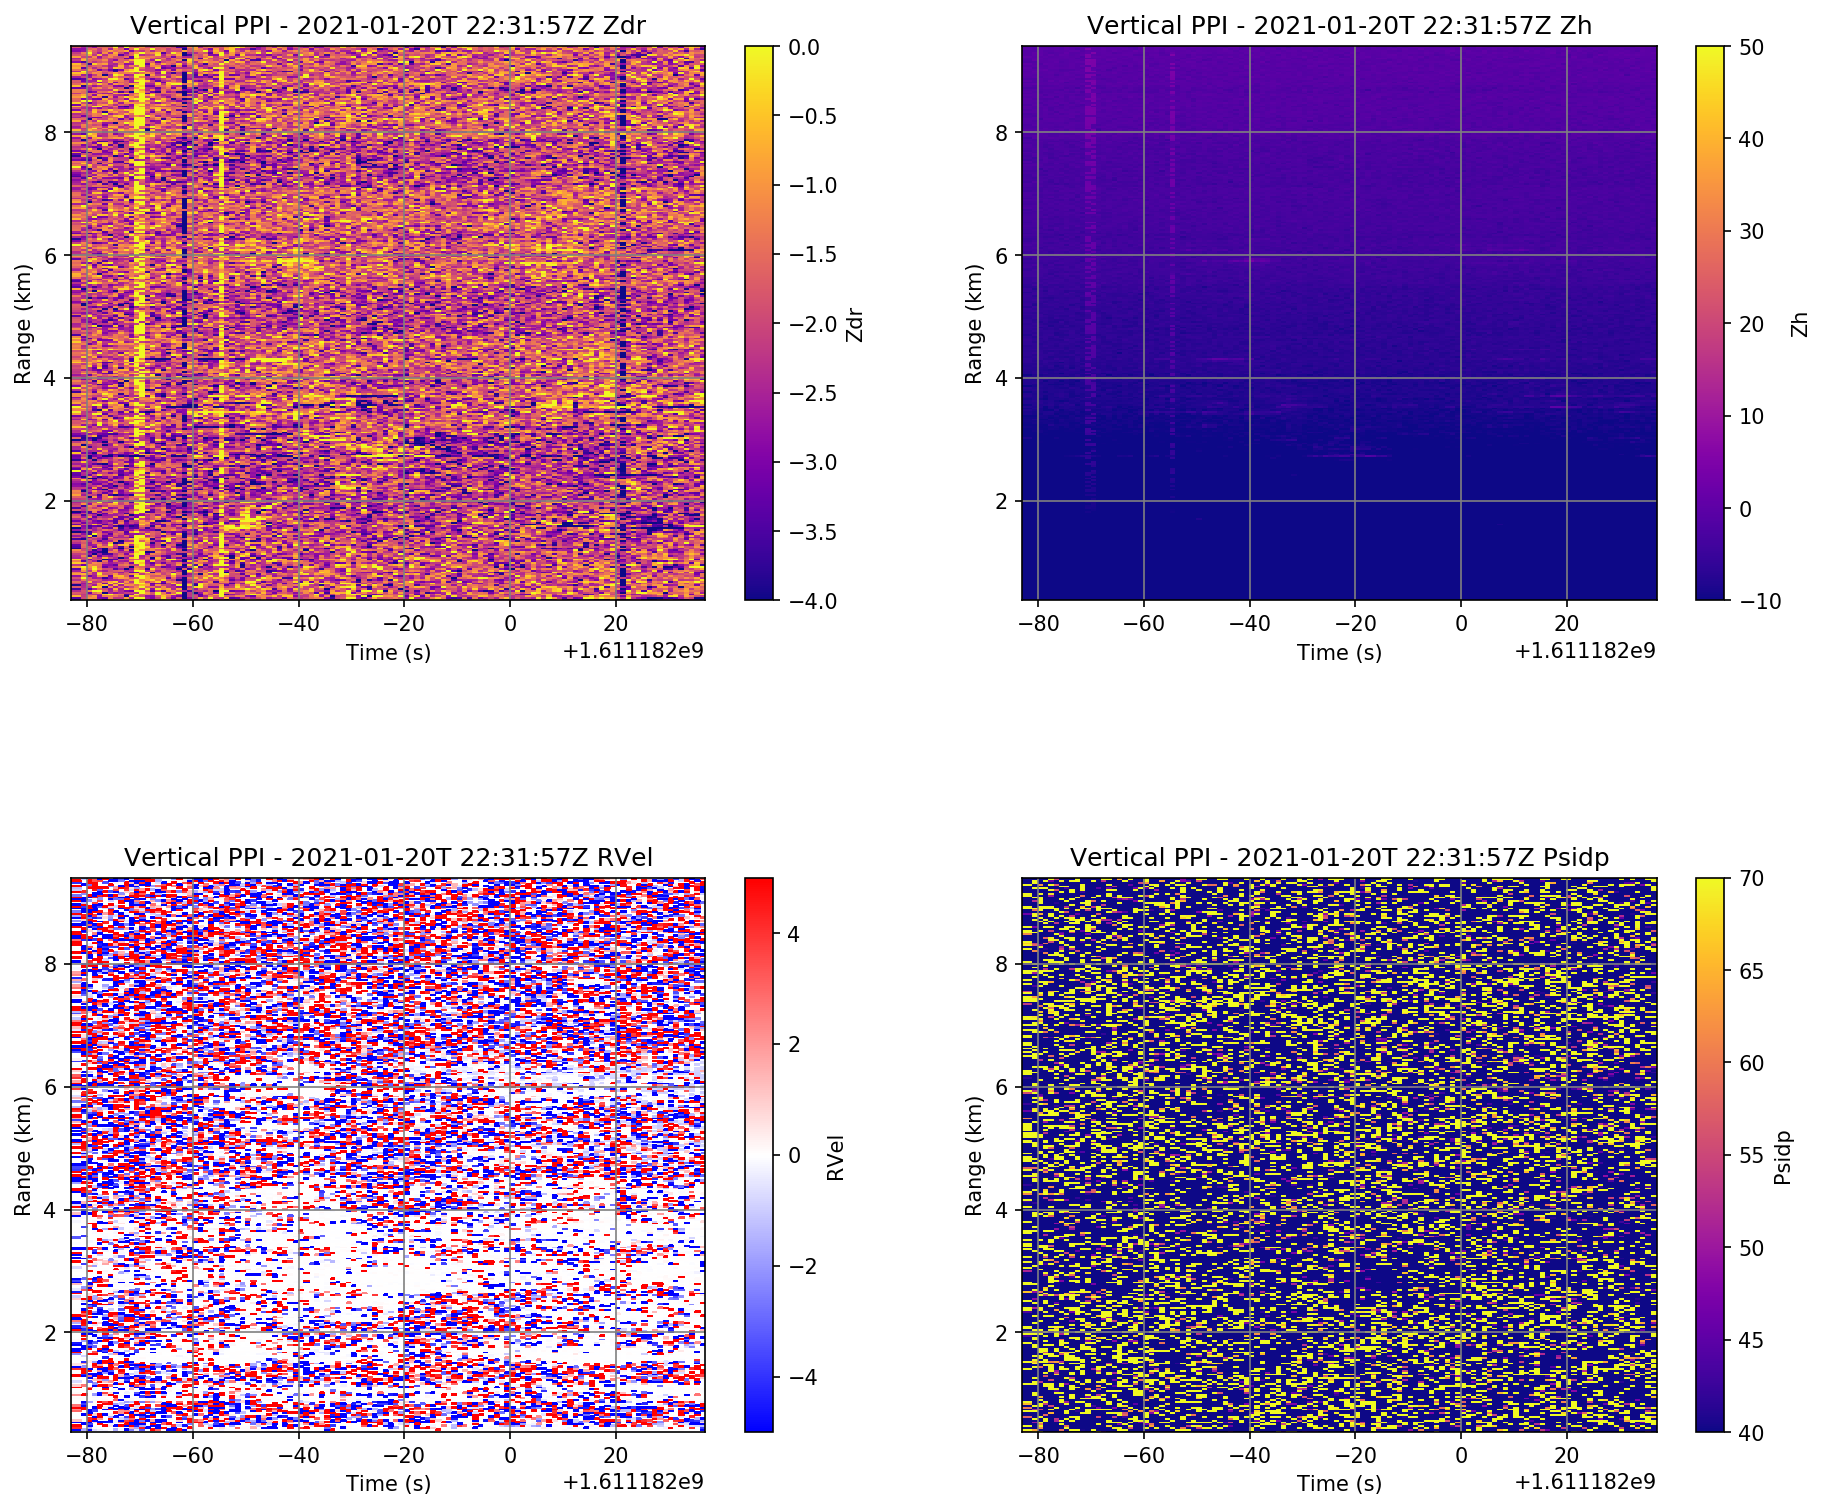 Vertical PPI - 2021-01-20T 22:31:57Z Zdr
8
6
4
2
Range (km)
−80 −60 −40 −20 0 20
Time (s)
+1.611182e9
0.0
−0.5
−1.0
−1.5
−2.0
−2.5
−3.0
−3.5
−4.0
Zdr
Vertical PPI - 2021-01-20T 22:31:57Z Zh
8
6
4
2
Range (km)
−80 −60 −40 −20 0 20
Time (s)
+1.611182e9
50
40
30
20
10
0
−10
Zh
Vertical PPI - 2021-01-20T 22:31:57Z RVel
8
6
4
2
Range (km)
−80 −60 −40 −20 0 20
Time (s)
+1.611182e9
4
2
0
−2
−4
RVel
Vertical PPI - 2021-01-20T 22:31:57Z Psidp
8
6
4
2
Range (km)
−80 −60 −40 −20 0 20
Time (s)
+1.611182e9
70
65
60
55
50
45
40
Psidp